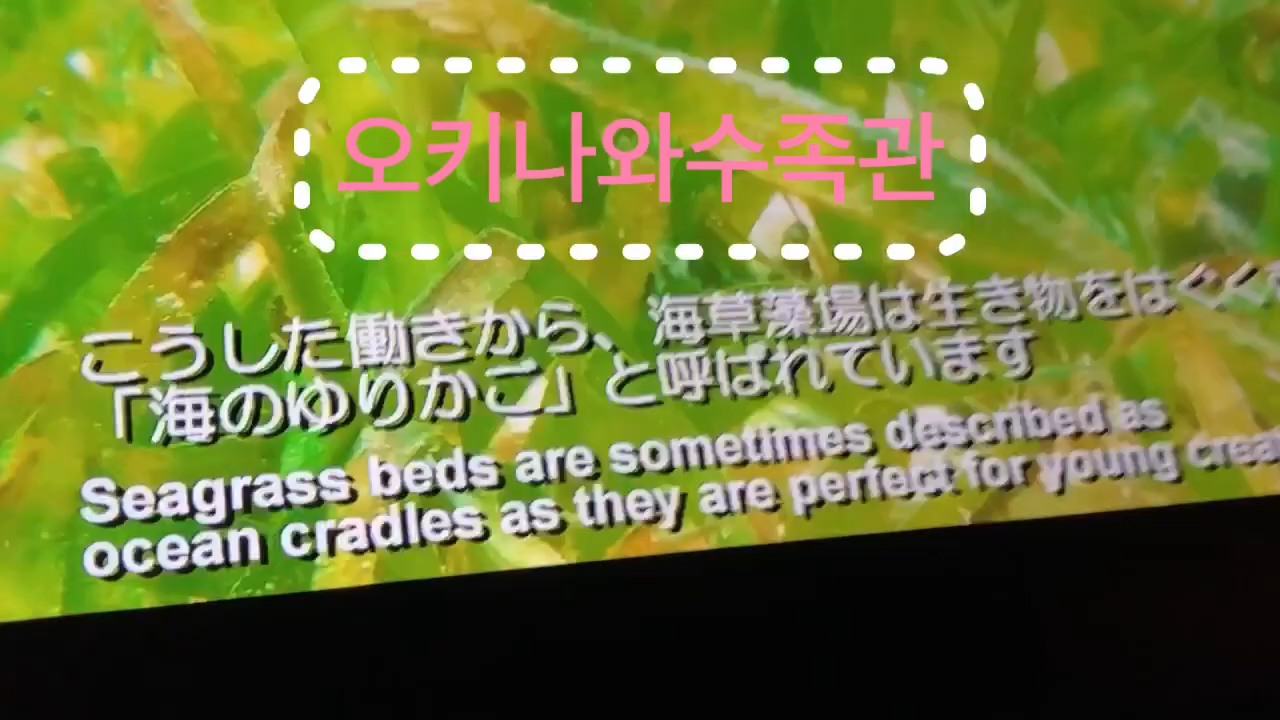 오키나와수족관
こうした働きから、海草藻場は生き物をはぐく
「海のゆりかご」と呼ばれています
Seagrass beds are sometimes described as
ocean cradles as they are perfect for young